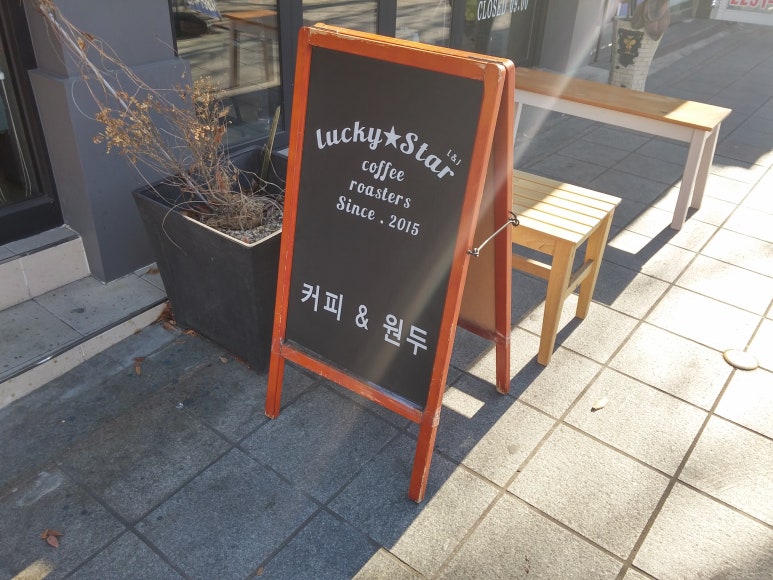 lucky★Star L&J
coffee
roasters
Since . 2015
커피 & 원두